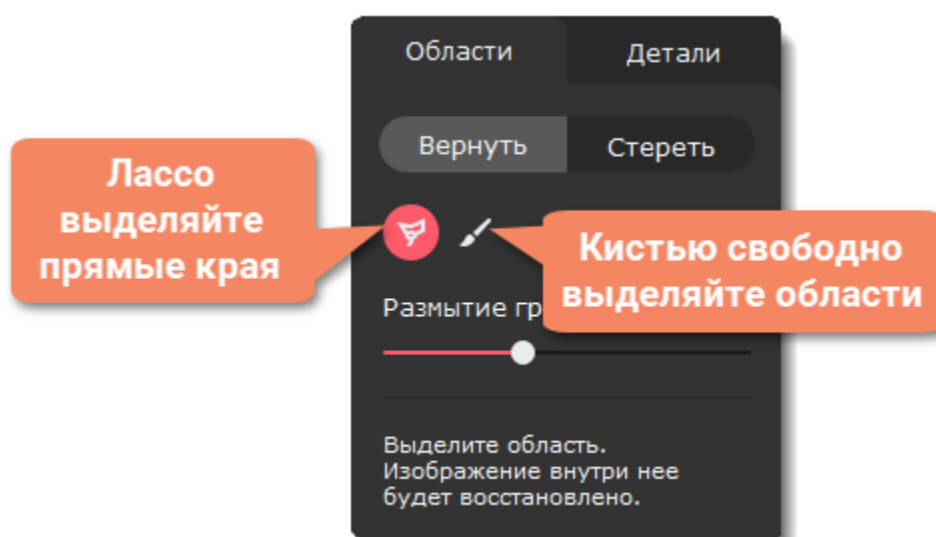 Области
Детали
Вернуть
Стереть
Лассо
выделяйте
прямые края
Кистью свободно
выделяйте области
Размытие гр
Выделите область.
Изображение внутри нее
будет восстановлено.